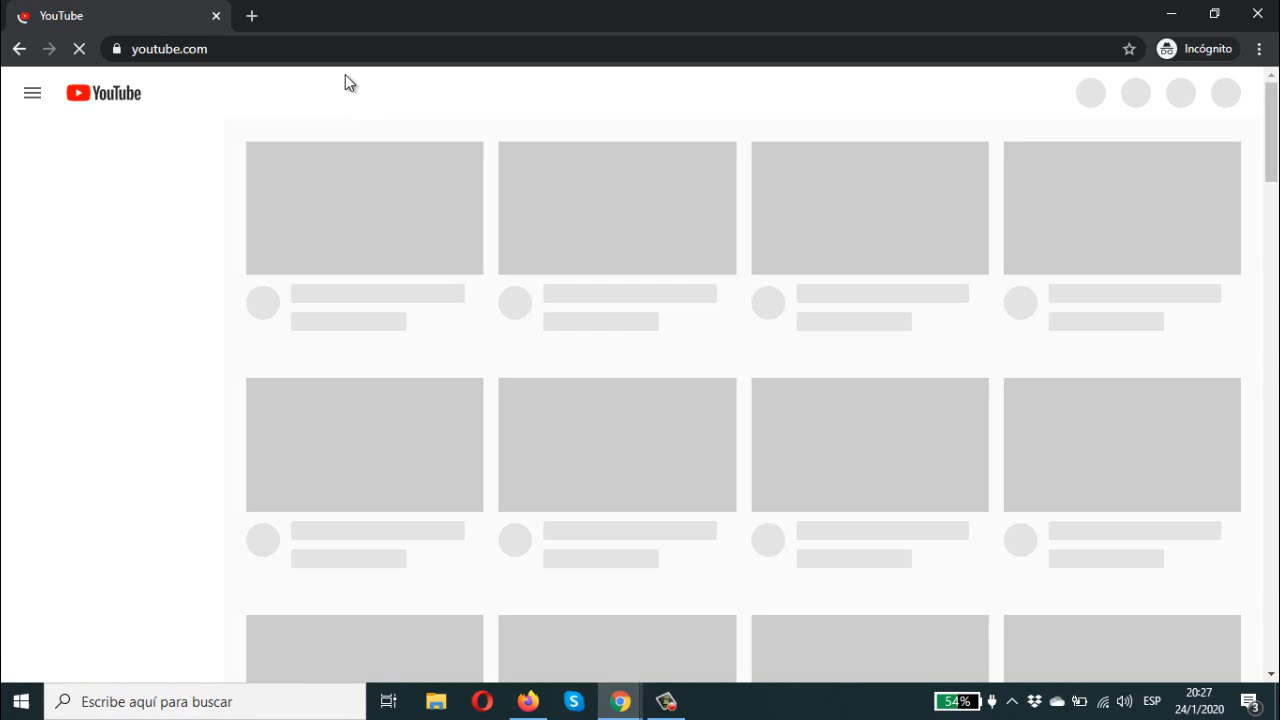 YouTube
youtube.com
Incógnito
YouTube
Escribe aquí para buscar
54%
ESP
20:27
24/1/2020
3